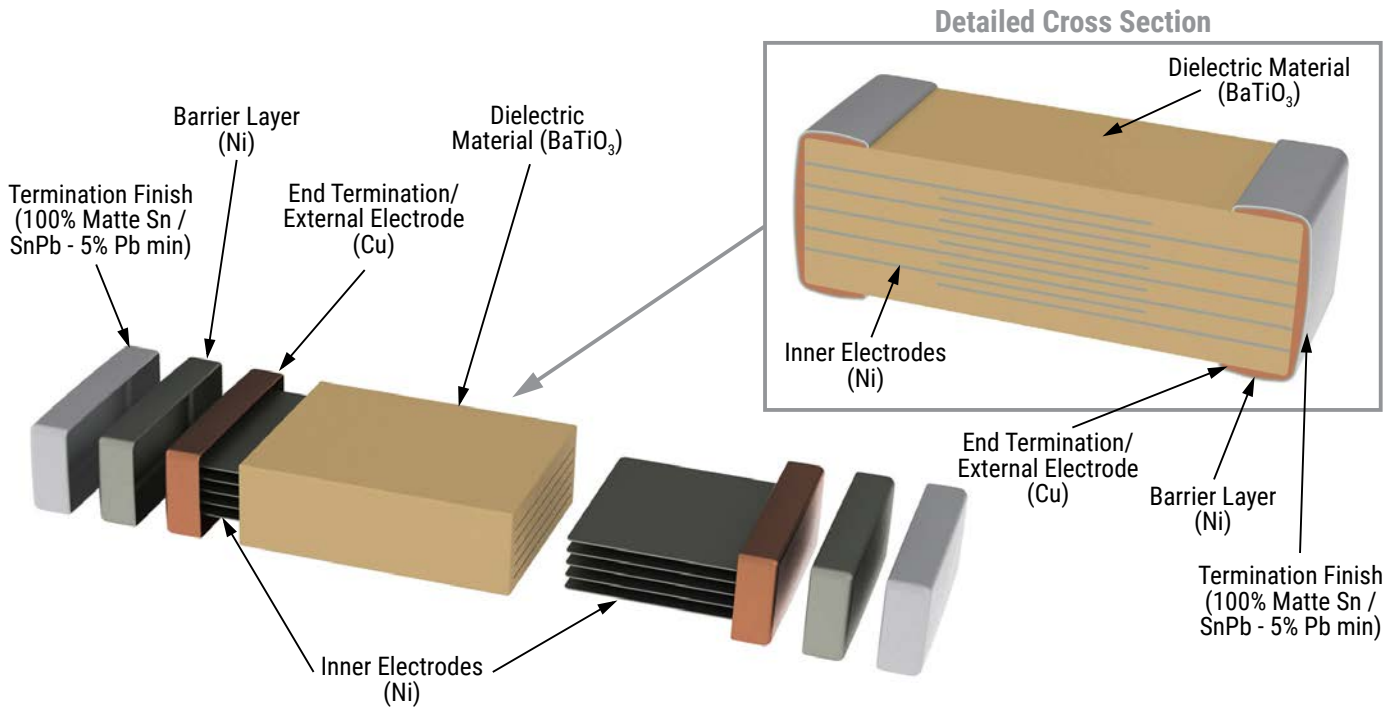 Detailed Cross Section
Dielectric Material
(BaTiO₃)
Inner Electrodes
(Ni)
End Termination/
External Electrode
(Cu)
Barrier Layer
(Ni)
Termination Finish
(100% Matte Sn /
SnPb - 5% Pb min)
Barrier Layer
(Ni)
Dielectric
Material (BaTiO₃)
Termination Finish
(100% Matte Sn /
SnPb - 5% Pb min)
End Termination/
External Electrode
(Cu)
Inner Electrodes
(Ni)